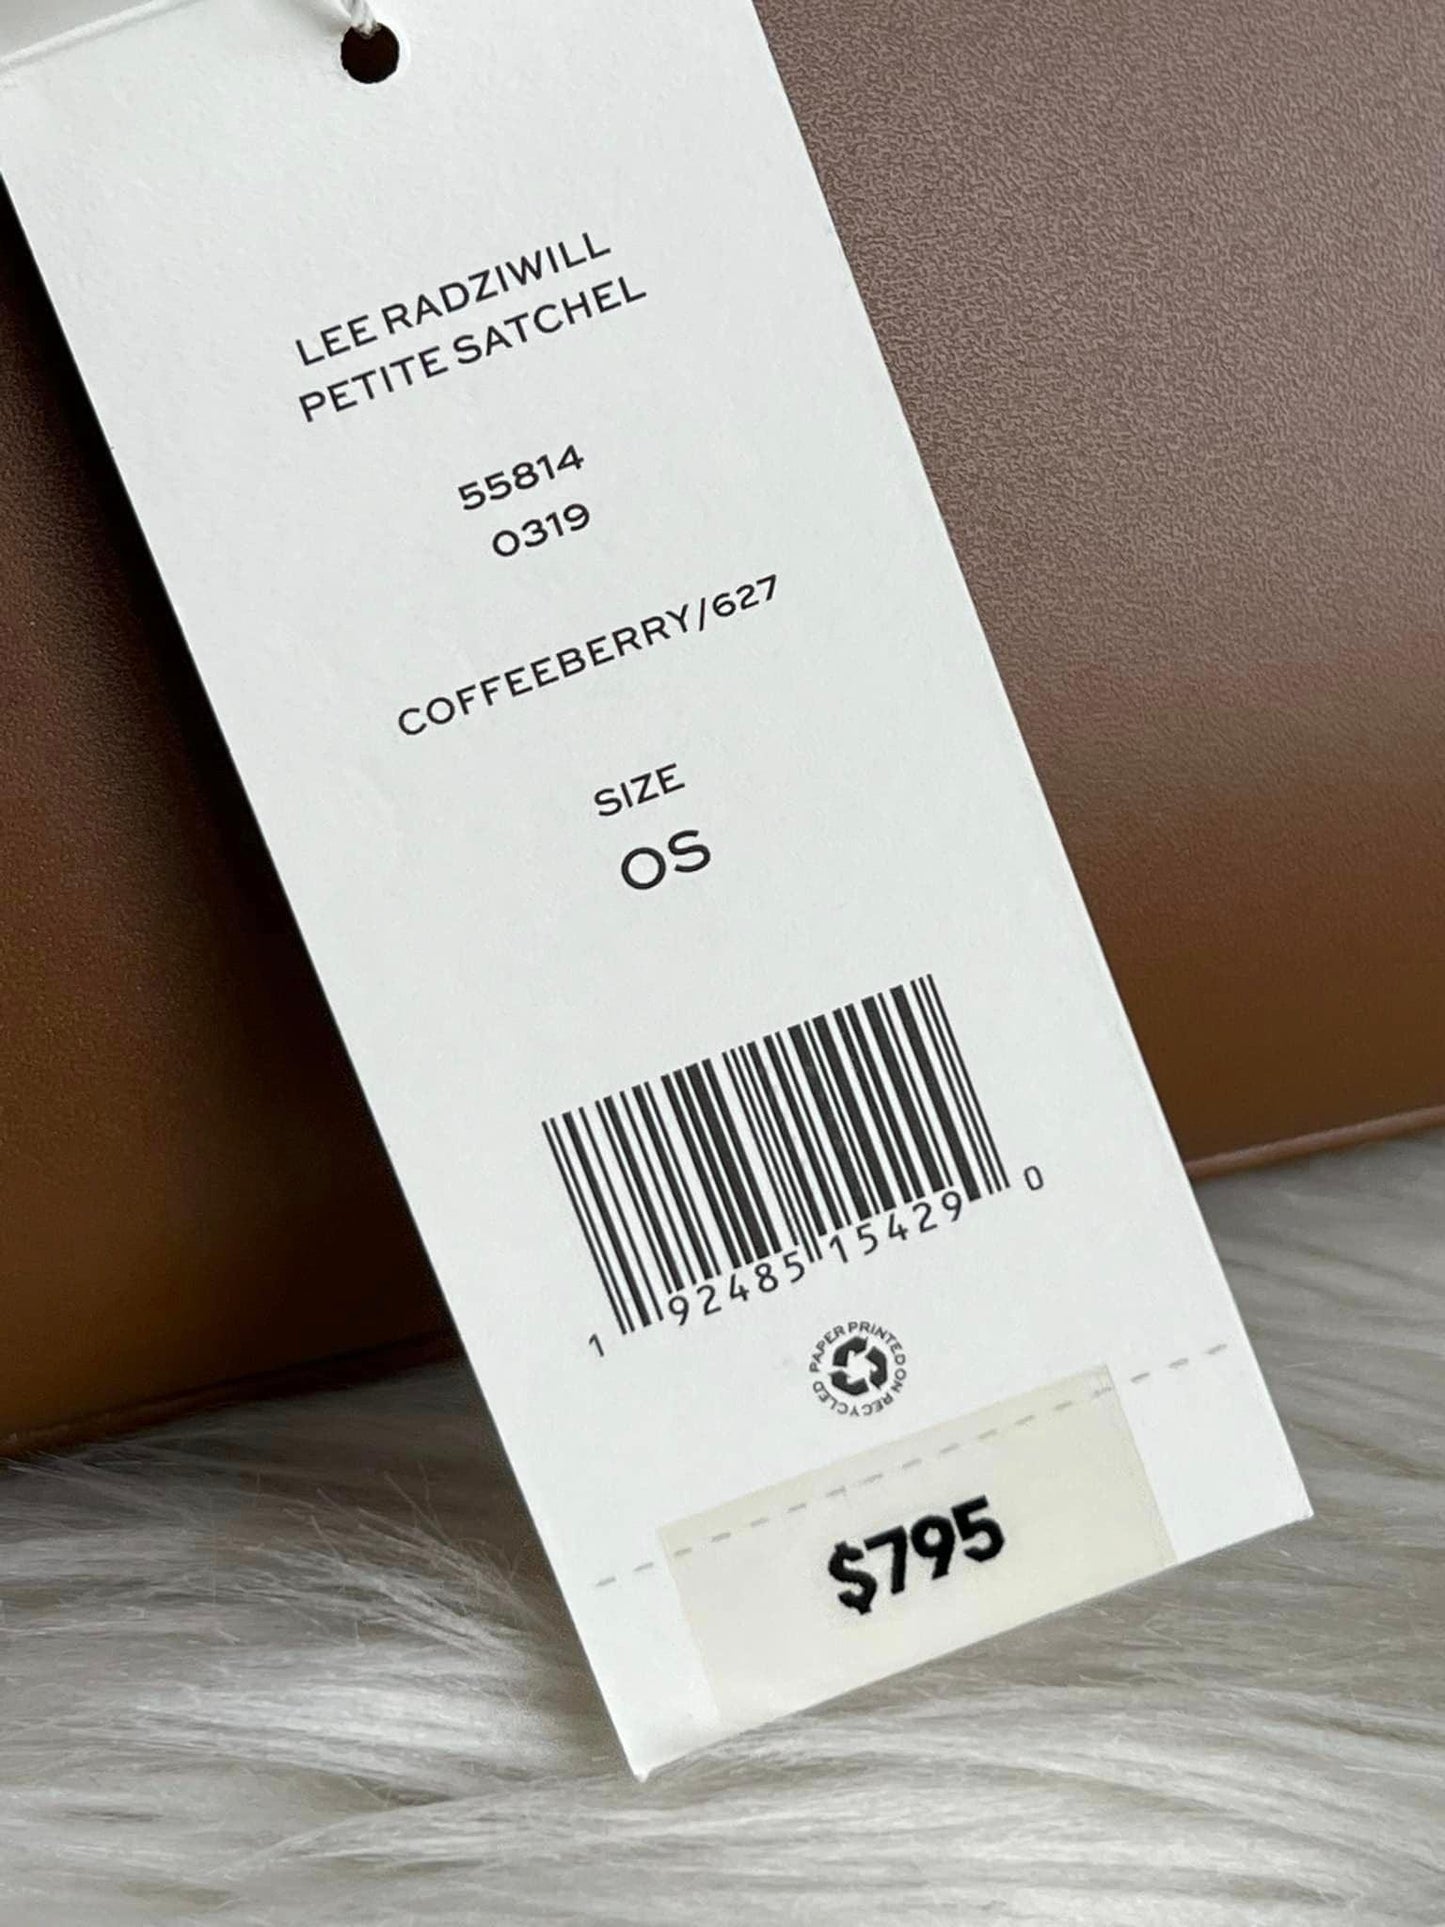 LEE RADZIWILL
PETITE SATCHEL
55814
0319
COFFEEBERRY/627
SIZE
OS
1 92485 15429 0
PAPER PRINTED ON RECYCLED
$795